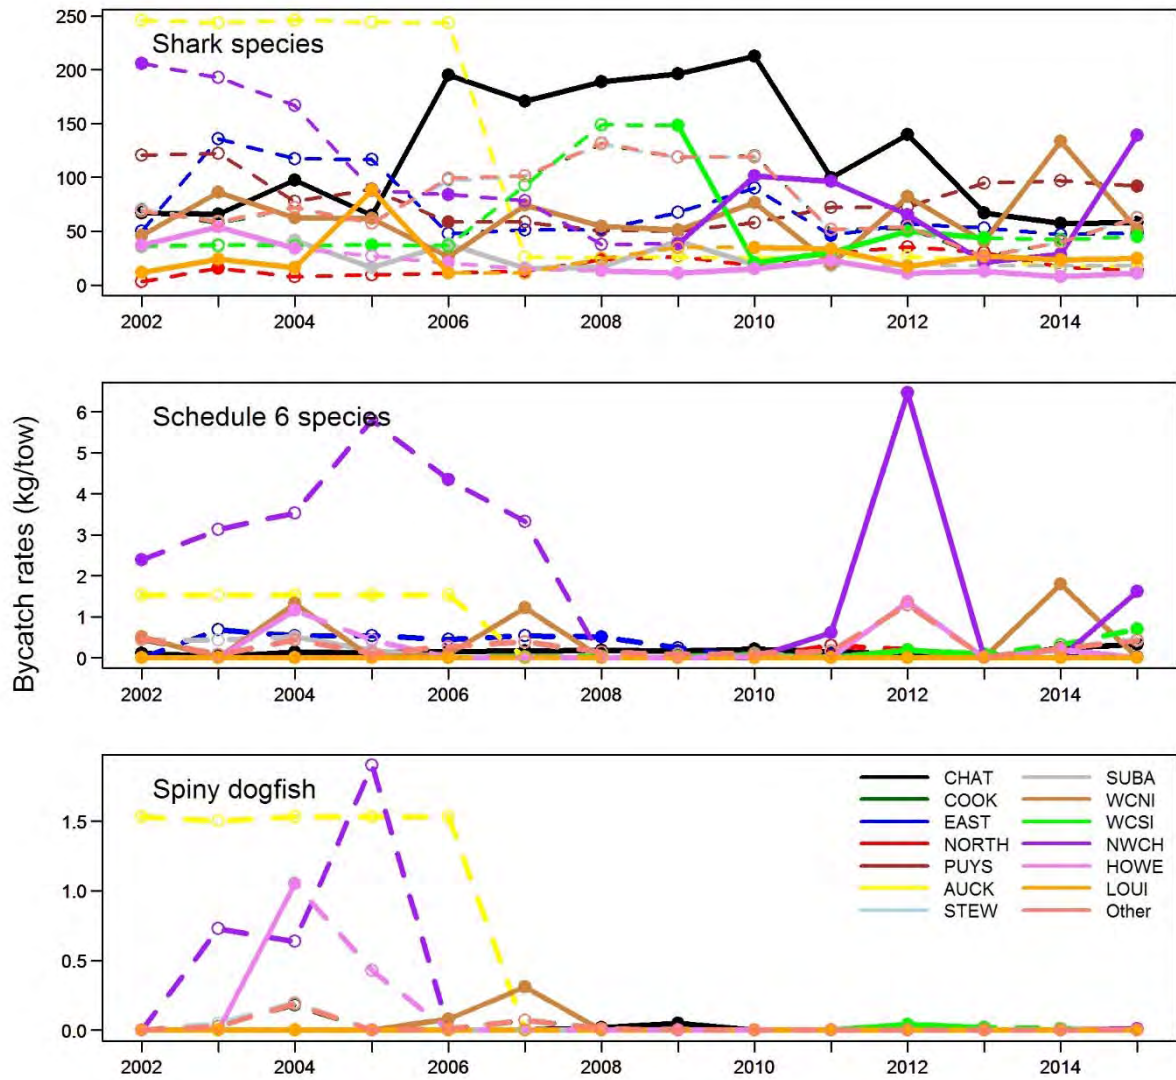 Shark species
250
200
150
100
50
0
2002 2004 2006 2008 2010 2012 2014
Schedule 6 species
6
5
4
3
2
1
0
2002 2004 2006 2008 2010 2012 2014
Bycatch rates (kg/tow)
Spiny dogfish
1.5
1.0
0.5
0.0
CHAT SUBA
COOK WCNI
EAST WCSI
NORTH NWCH
PUYS HOWE
AUCK LOUI
STEW Other
2002 2004 2006 2008 2010 2012 2014